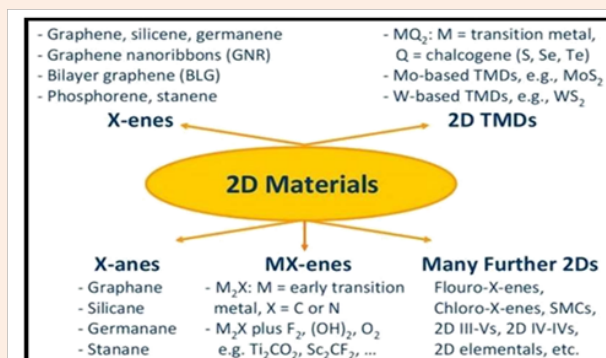 - Graphene, silicene, germanene
- Graphene nanoribbons (GNR)
- Bilayer graphene (BLG)
- Phosphorene, stanene
X-enes
- MQ₂: M = transition metal,
Q = chalcogene (S, Se, Te)
- Mo-based TMDs, e.g., MoS₂
- W-based TMDs, e.g., WS₂
2D TMDs
2D Materials
X-anes
- Graphane
- Silicane
- Germanane
- Stanane
MX-enes
- M₂X: M = early transition
metal, X = C or N
- M₂X plus F₂, (OH)₂, O₂
e.g. Ti₂CO₂, Sc₂CF₂, ...
Many Further 2Ds
Flouro-X-enes,
Chloro-X-enes, SMCs,
2D III-Vs, 2D IV-IVs,
2D elementals, etc.